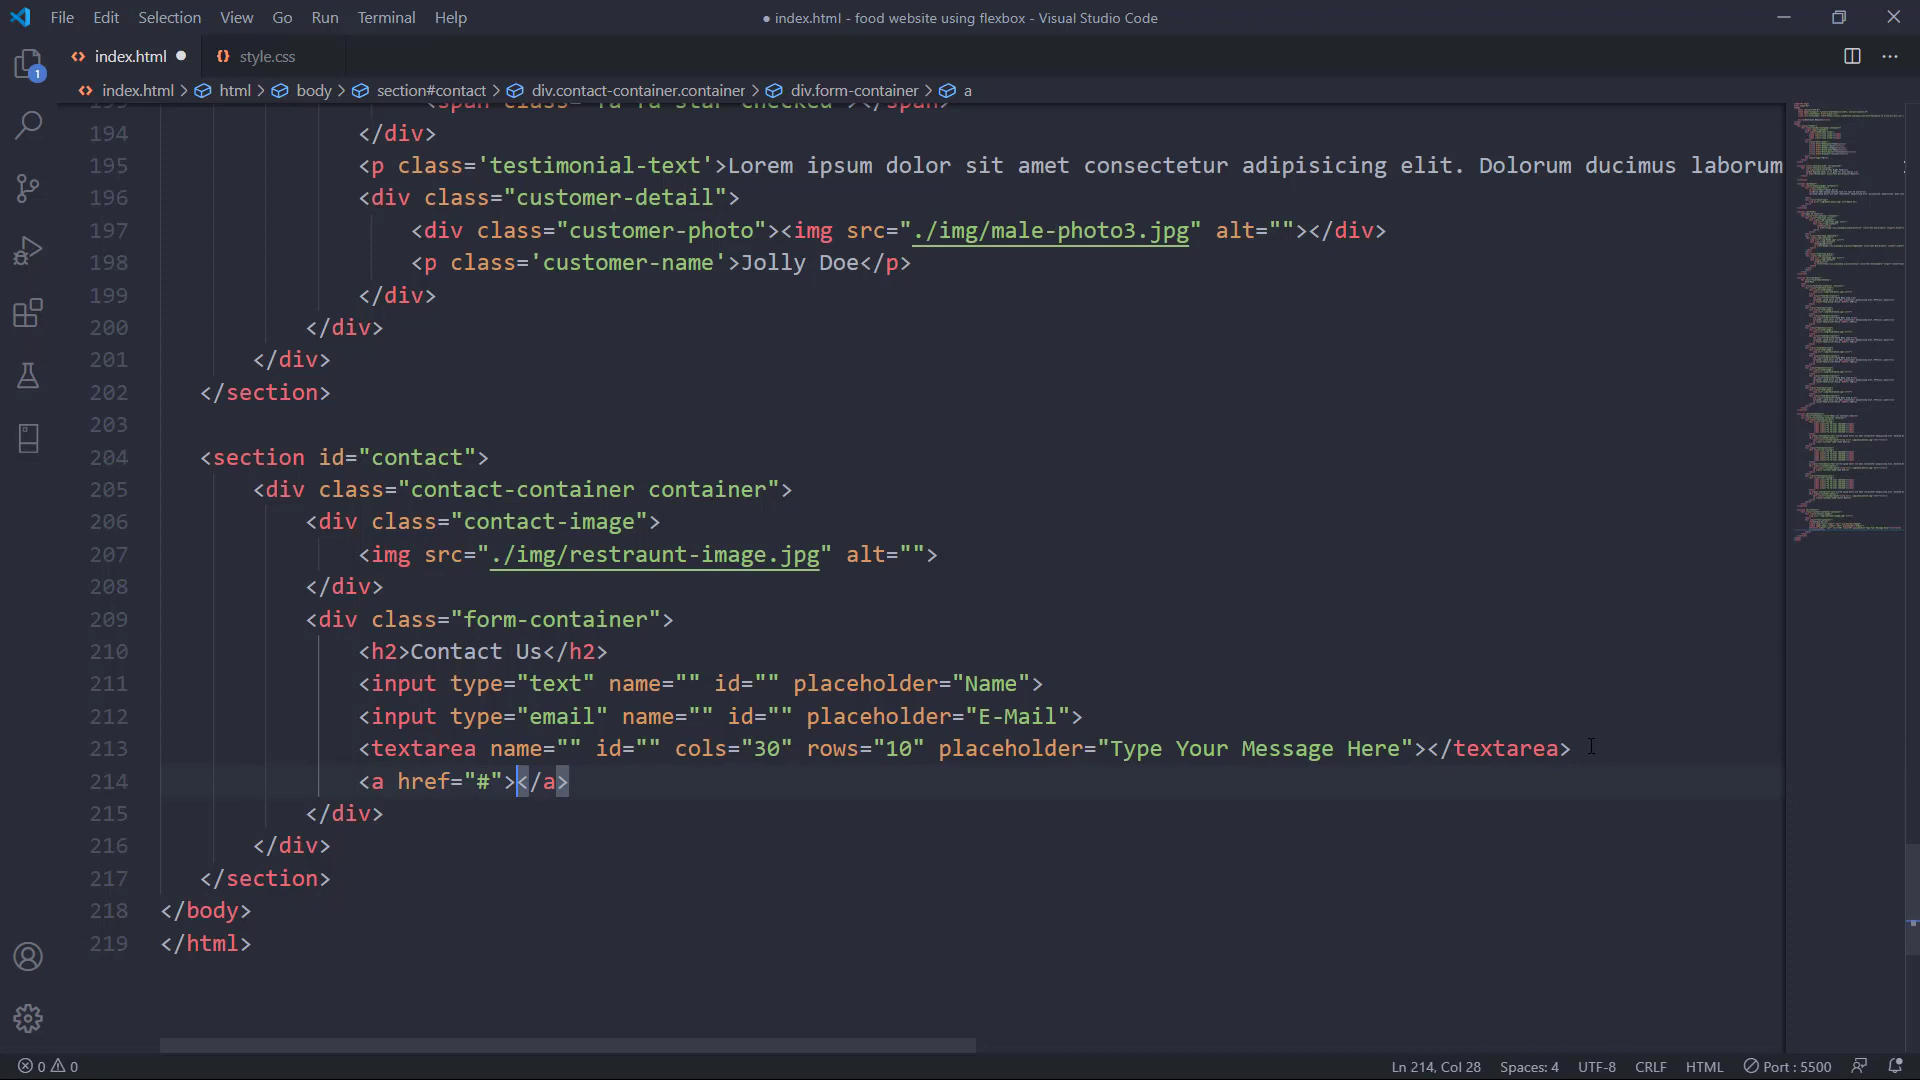 File Edit Selection View Go Run Terminal Help
● index.html - food website using flexbox - Visual Studio Code
index.html ●
style.css
index.html > html > body > section#contact > div.contact-container.container > div.form-container > a
1
194 </div>
195 <p class='testimonial-text'>Lorem ipsum dolor sit amet consectetur adipisicing elit. Dolorum ducimus laborum
196 <div class="customer-detail">
197 <div class="customer-photo"><img src="./img/male-photo3.jpg" alt=""></div>
198 <p class='customer-name'>Jolly Doe</p>
199 </div>
200 </div>
201 </div>
202 </section>
203
204 <section id="contact">
205 <div class="contact-container container">
206 <div class="contact-image">
207 <img src="./img/restraunt-image.jpg" alt="">
208 </div>
209 <div class="form-container">
210 <h2>Contact Us</h2>
211 <input type="text" name="" id="" placeholder="Name">
212 <input type="email" name="" id="" placeholder="E-Mail">
213 <textarea name="" id="" cols="30" rows="10" placeholder="Type Your Message Here"></textarea>
214 <a href="#"></a>
215 </div>
216 </div>
217 </section>
218 </body>
219 </html>
0 0
Ln 214, Col 28 Spaces: 4 UTF-8 CRLF HTML Port : 5500